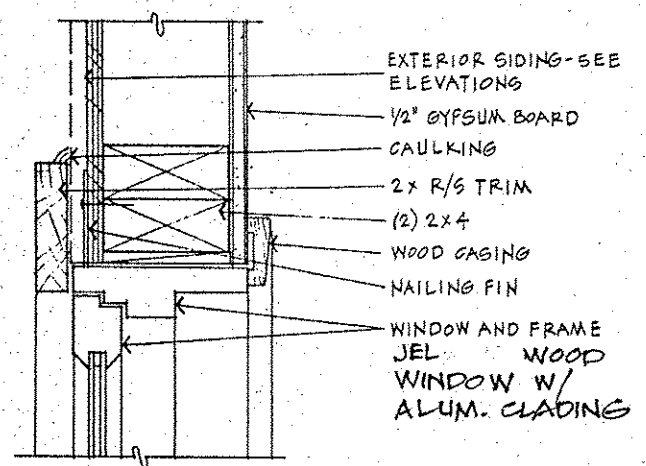 EXTERIOR SIDING-SEE
ELEVATIONS
1/2" GYPSUM BOARD
CAULKING
2x R/S TRIM
(2) 2x4
WOOD CASING
NAILING FIN
WINDOW AND FRAME
JEL WOOD
WINDOW W/
ALUM. CLADING